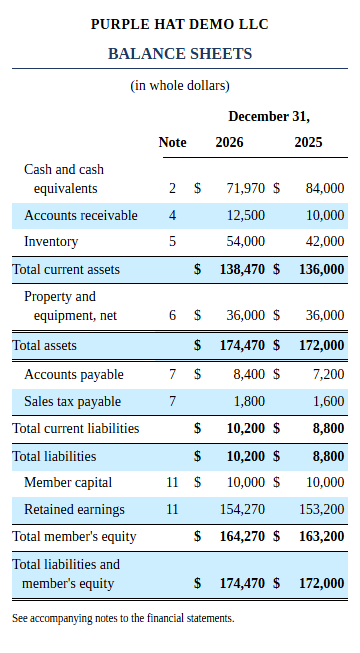 PURPLE HAT DEMO LLC
BALANCE SHEETS
(in whole dollars)
December 31,
Note 2026 2025
Cash and cash
equivalents 2 $ 71,970 $ 84,000
Accounts receivable 4 12,500 10,000
Inventory 5 54,000 42,000
Total current assets $ 138,470 $ 136,000
Property and
equipment, net 6 $ 36,000 $ 36,000
Total assets $ 174,470 $ 172,000
Accounts payable 7 $ 8,400 $ 7,200
Sales tax payable 7 1,800 1,600
Total current liabilities $ 10,200 $ 8,800
Total liabilities $ 10,200 $ 8,800
Member capital 11 $ 10,000 $ 10,000
Retained earnings 11 154,270 153,200
Total member's equity $ 164,270 $ 163,200
Total liabilities and
member's equity $ 174,470 $ 172,000
See accompanying notes to the financial statements.